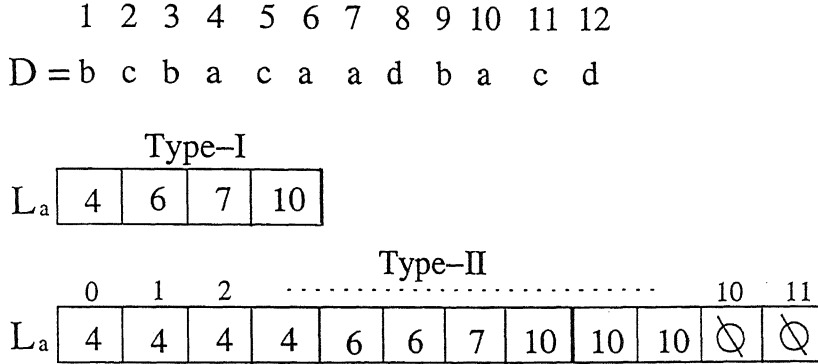 1 2 3 4 5 6 7 8 9 10 11 12
D = b c b a c a a d b a c d
Type-I
La 4 6 7 10
Type-II
0 1 2 ........................................ 10 11
La 4 4 4 4 6 6 7 10 10 10 ∅ ∅